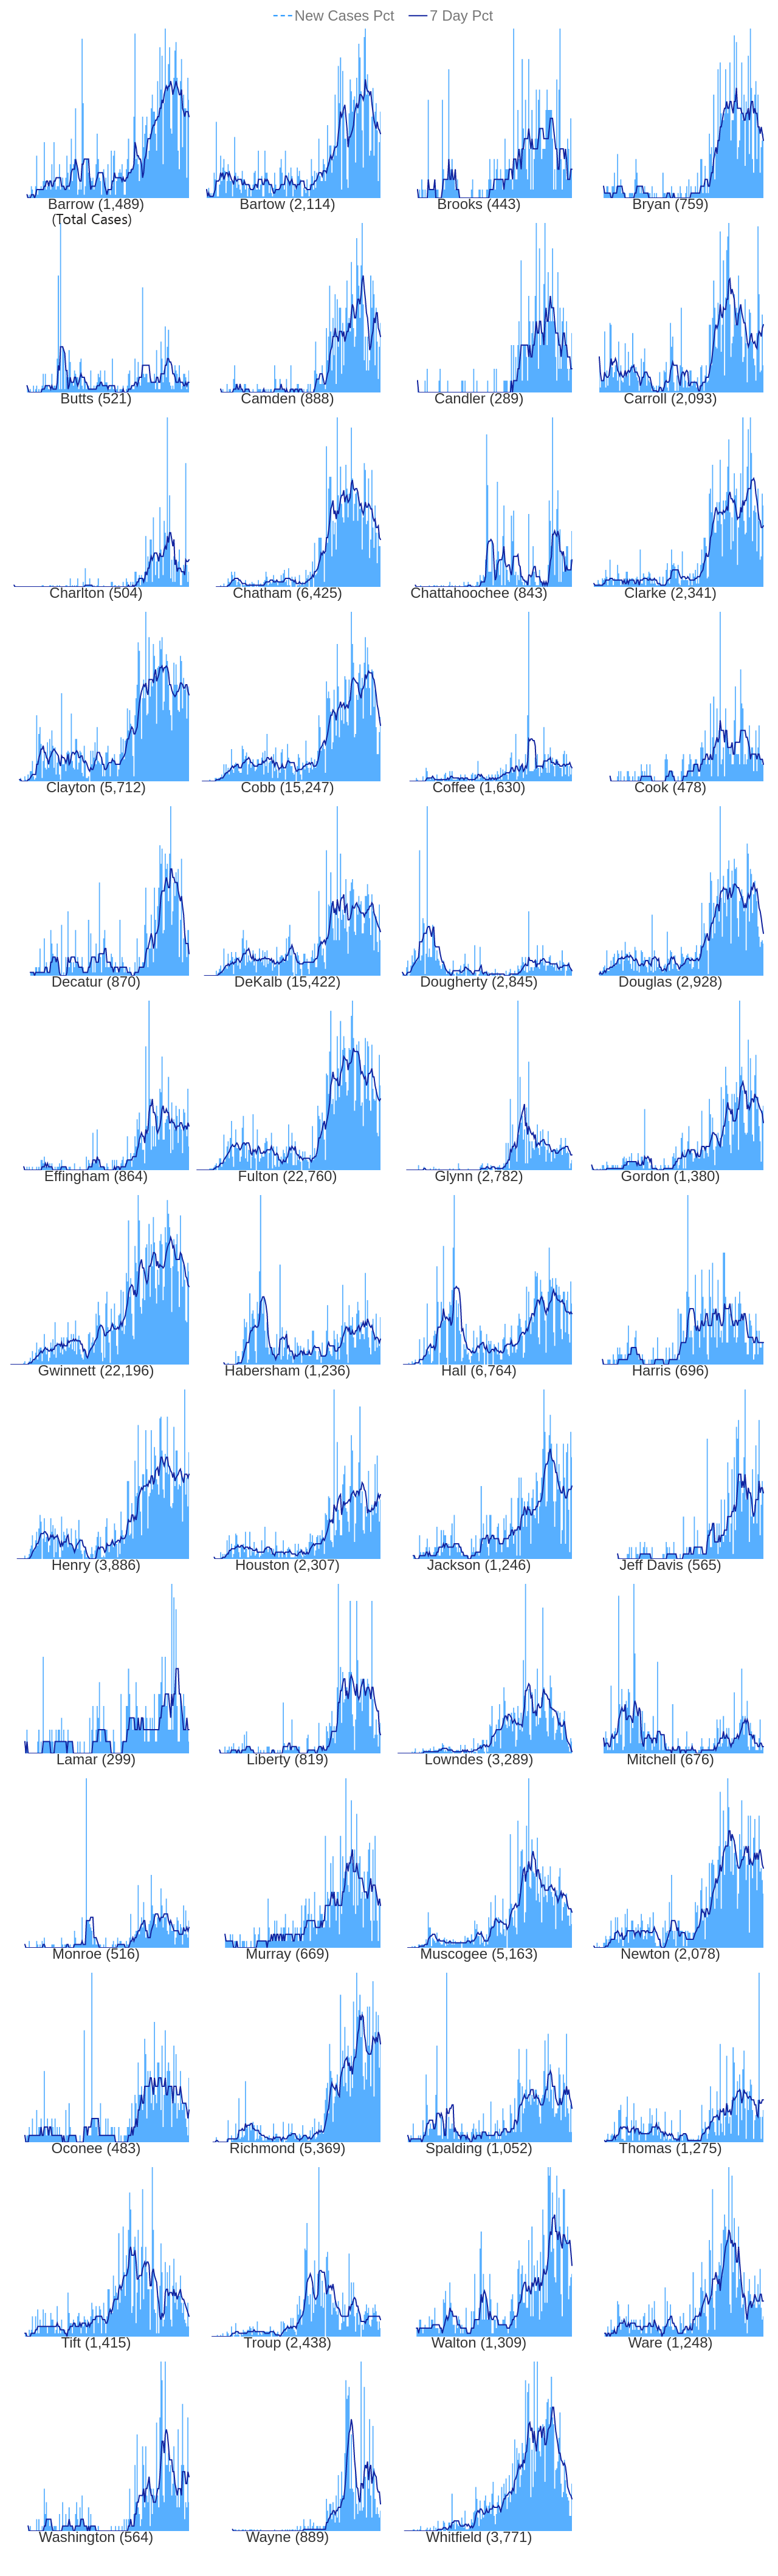 New Cases Pct 7 Day Pct
Barrow (1,489) Bartow (2,114) Brooks (443) Bryan (759)
(Total Cases)
Butts (521) Camden (888) Candler (289) Carroll (2,093)
Charlton (504) Chatham (6,425) Chattahoochee (843) Clarke (2,341)
Clayton (5,712) Cobb (15,247) Coffee (1,630) Cook (478)
Decatur (870) DeKalb (15,422) Dougherty (2,845) Douglas (2,928)
Effingham (864) Fulton (22,760) Glynn (2,782) Gordon (1,380)
Gwinnett (22,196) Habersham (1,236) Hall (6,764) Harris (696)
Henry (3,886) Houston (2,307) Jackson (1,246) Jeff Davis (565)
Lamar (299) Liberty (819) Lowndes (3,289) Mitchell (676)
Monroe (516) Murray (669) Muscogee (5,163) Newton (2,078)
Oconee (483) Richmond (5,369) Spalding (1,052) Thomas (1,275)
Tift (1,415) Troup (2,438) Walton (1,309) Ware (1,248)
Washington (564) Wayne (889) Whitfield (3,771)